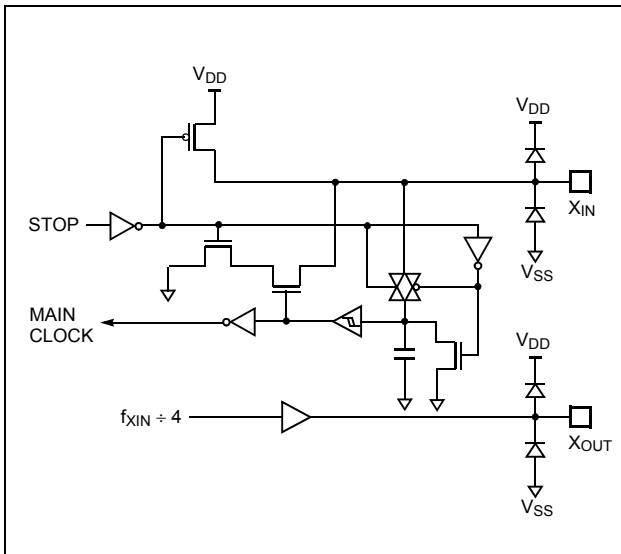 VDD
VDD
STOP
XIN
VSS
MAIN
CLOCK
VDD
fXIN ÷ 4
XOUT
VSS